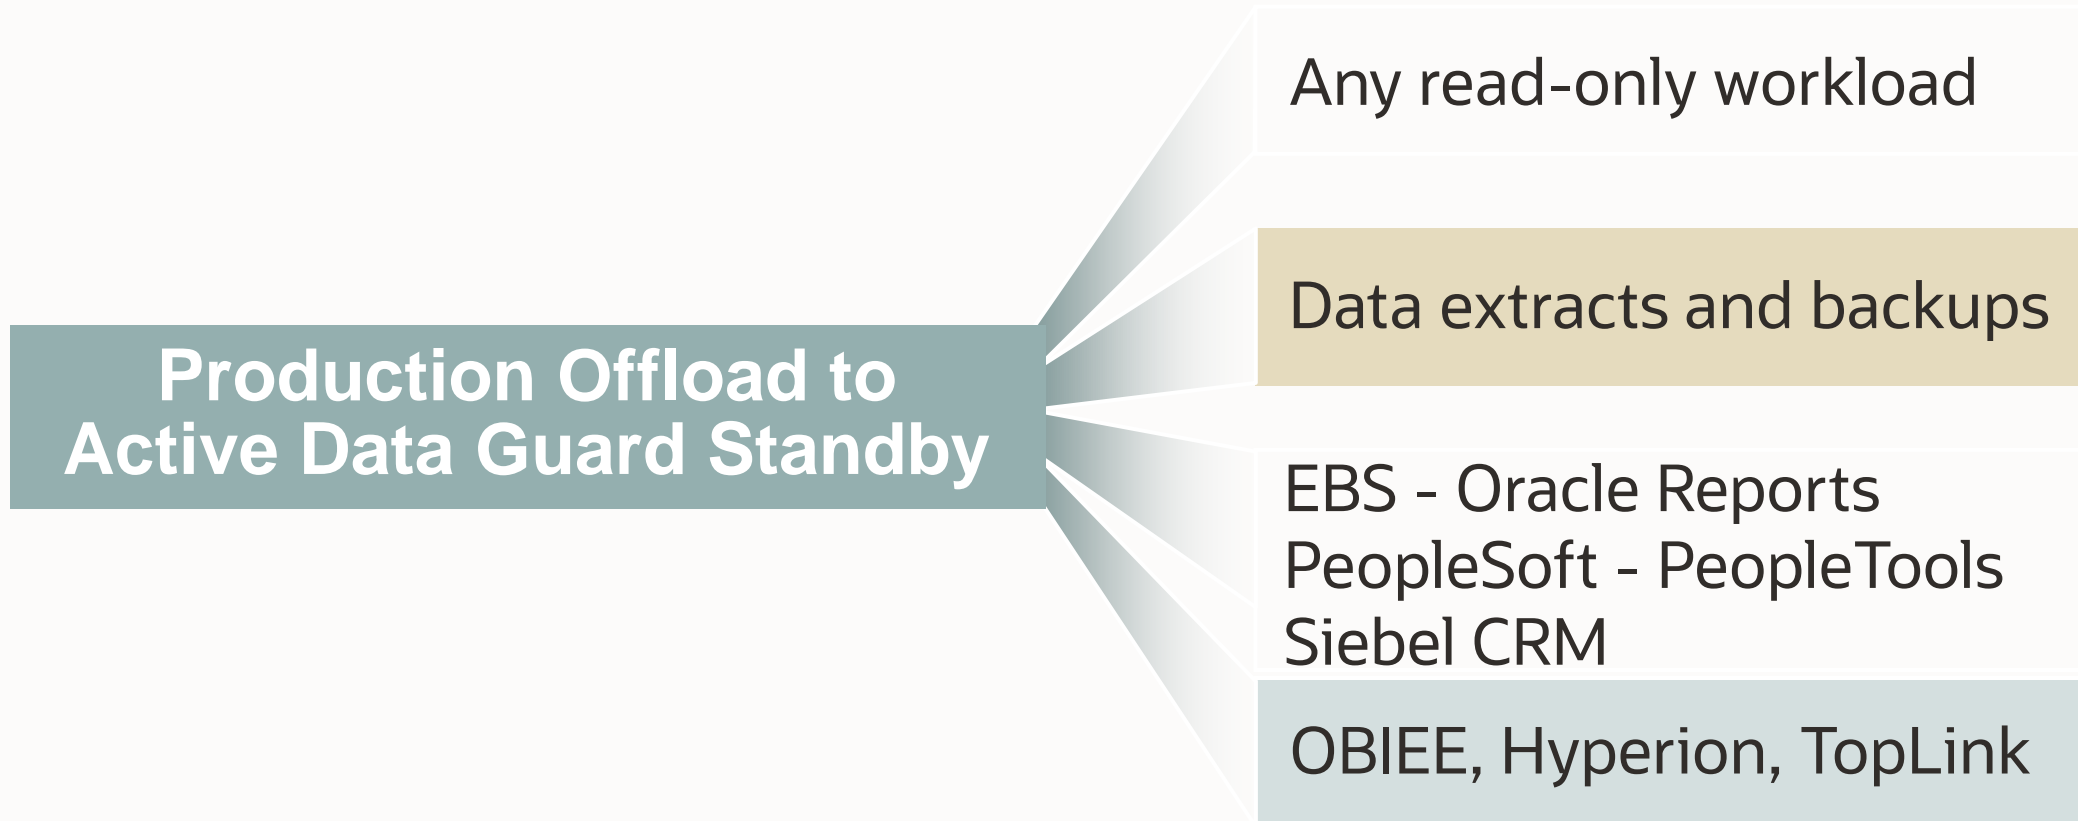 Production Offload to
Active Data Guard Standby
Any read-only workload
Data extracts and backups
EBS - Oracle Reports
PeopleSoft - PeopleTools
Siebel CRM
OBIEE, Hyperion, TopLink